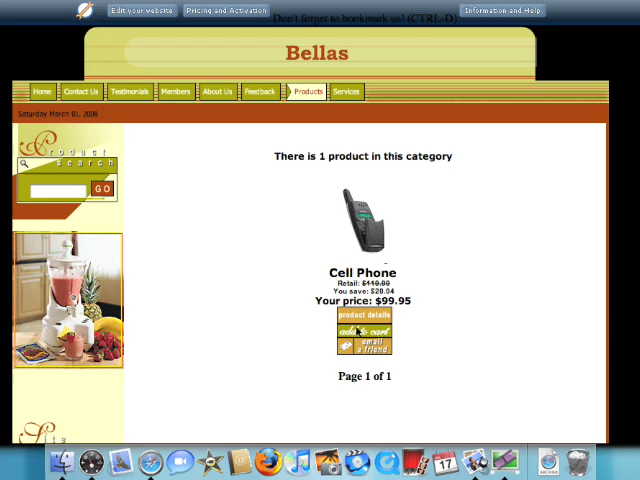 Edit your website Pricing and Activation Information and Help
Don't forget to bookmark us! (CTRL-D)
Bellas
Home Contact Us Testimonials Members About Us Feedback Products Services
Saturday March 01, 2008
Product
Search
GO
There is 1 product in this category
Cell Phone
Retail: $119.99
You save: $20.04
Your price: $99.95
product details
add to cart
email
a friend
Page 1 of 1
Site
17